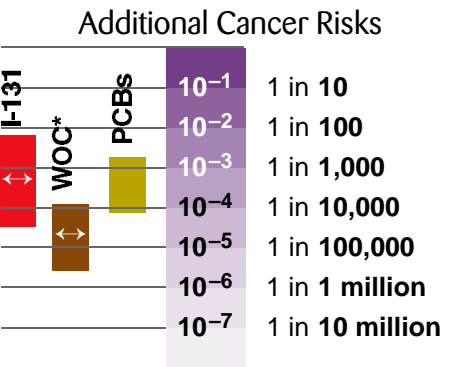 Additional Cancer Risks
I-131
WOC*
PCBs
10⁻¹ 1 in 10
10⁻² 1 in 100
10⁻³ 1 in 1,000
10⁻⁴ 1 in 10,000
10⁻⁵ 1 in 100,000
10⁻⁶ 1 in 1 million
10⁻⁷ 1 in 10 million